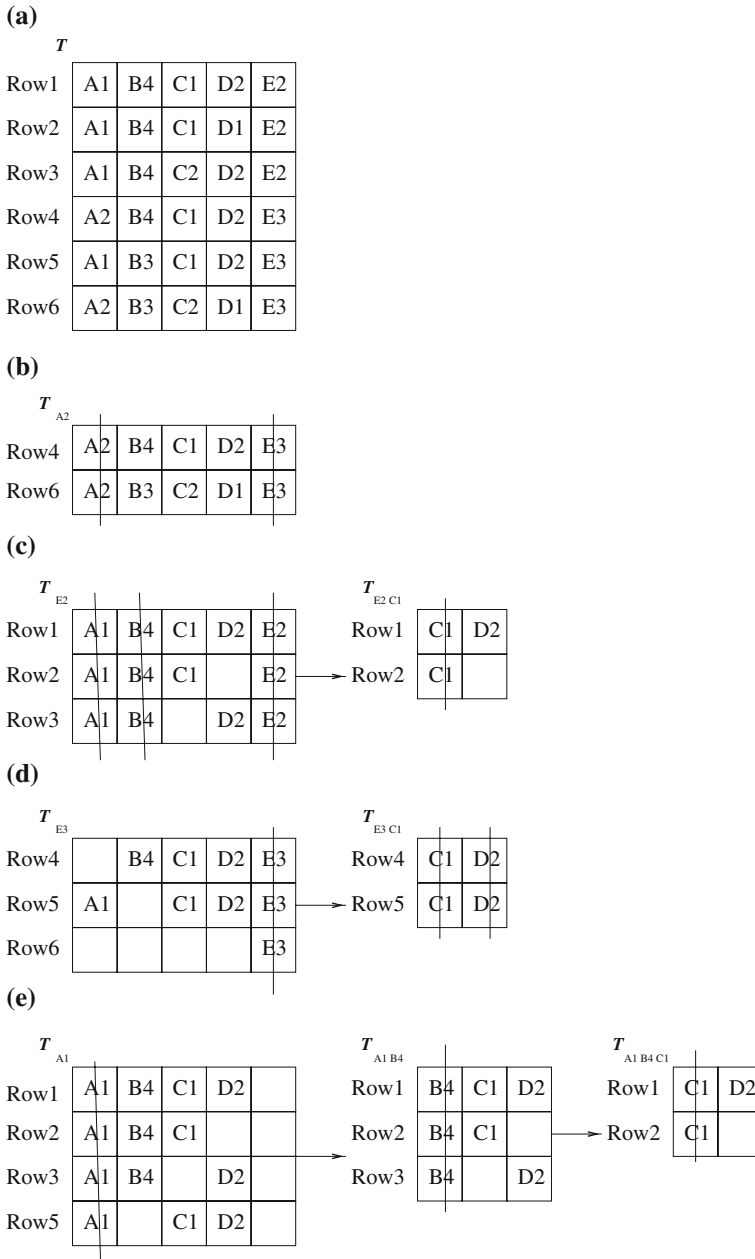 (a)
T
Row1 A1 B4 C1 D2 E2
Row2 A1 B4 C1 D1 E2
Row3 A1 B4 C2 D2 E2
Row4 A2 B4 C1 D2 E3
Row5 A1 B3 C1 D2 E3
Row6 A2 B3 C2 D1 E3
(b)
T A2
Row4 A2 B4 C1 D2 E3
Row6 A2 B3 C2 D1 E3
(c)
T E2 T E2 C1
Row1 A1 B4 C1 D2 E2 Row1 C1 D2
Row2 A1 B4 C1 E2 Row2 C1
Row3 A1 B4 D2 E2
(d)
T E3 T E3 C1
Row4 B4 C1 D2 E3 Row4 C1 D2
Row5 A1 C1 D2 E3 Row5 C1 D2
Row6 E3
(e)
T A1 T A1 B4 T A1 B4 C1
Row1 A1 B4 C1 D2 Row1 B4 C1 D2 Row1 C1 D2
Row2 A1 B4 C1 Row2 B4 C1 Row2 C1
Row3 A1 B4 D2 Row3 B4 D2
Row5 A1 C1 D2